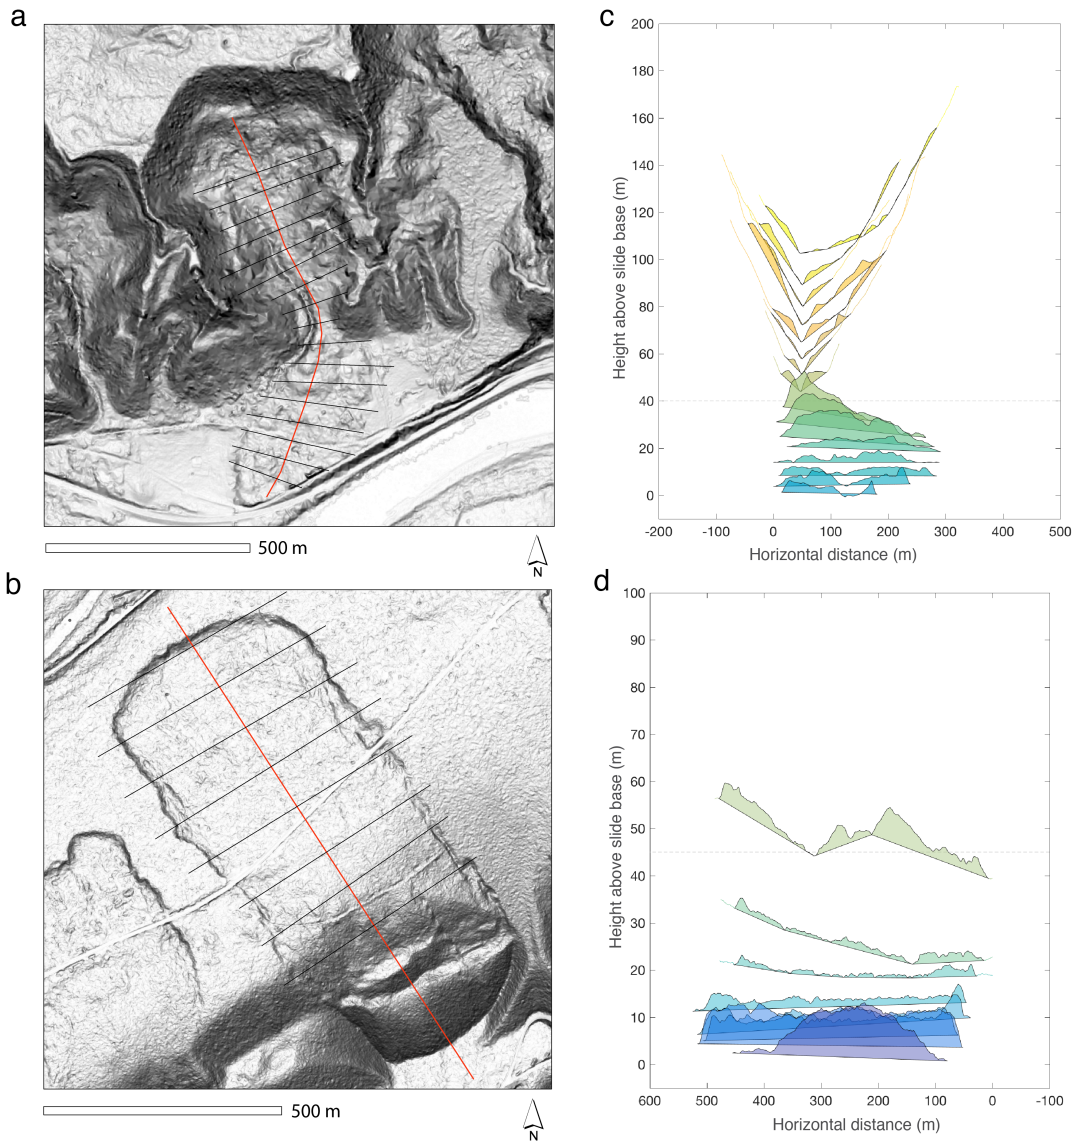 a
500 m
N
b
500 m
N
c
Height above slide base (m)
200
180
160
140
120
100
80
60
40
20
0
-200 -100 0 100 200 300 400 500
Horizontal distance (m)
d
Height above slide base (m)
100
90
80
70
60
50
40
30
20
10
0
600 500 400 300 200 100 0 -100
Horizontal distance (m)